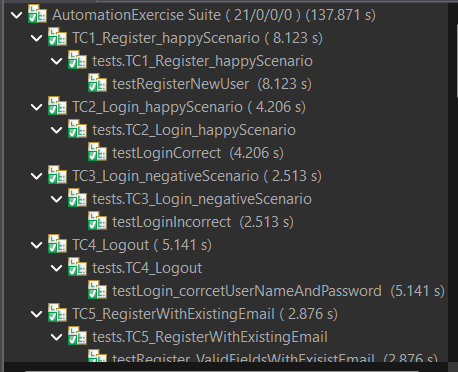 AutomationExercise Suite ( 21/0/0/0 ) (137.871 s)
TC1_Register_happyScenario ( 8.123 s)
tests.TC1_Register_happyScenario
testRegisterNewUser (8.123 s)
TC2_Login_happyScenario ( 4.206 s)
tests.TC2_Login_happyScenario
testLoginCorrect (4.206 s)
TC3_Login_negativeScenario ( 2.513 s)
tests.TC3_Login_negativeScenario
testLoginIncorrect (2.513 s)
TC4_Logout ( 5.141 s)
tests.TC4_Logout
testLogin_corrcetUserNameAndPassword (5.141 s)
TC5_RegisterWithExistingEmail ( 2.876 s)
tests.TC5_RegisterWithExistingEmail
testRegister_ValidFieldsWithExisistEmail (2.876 s)